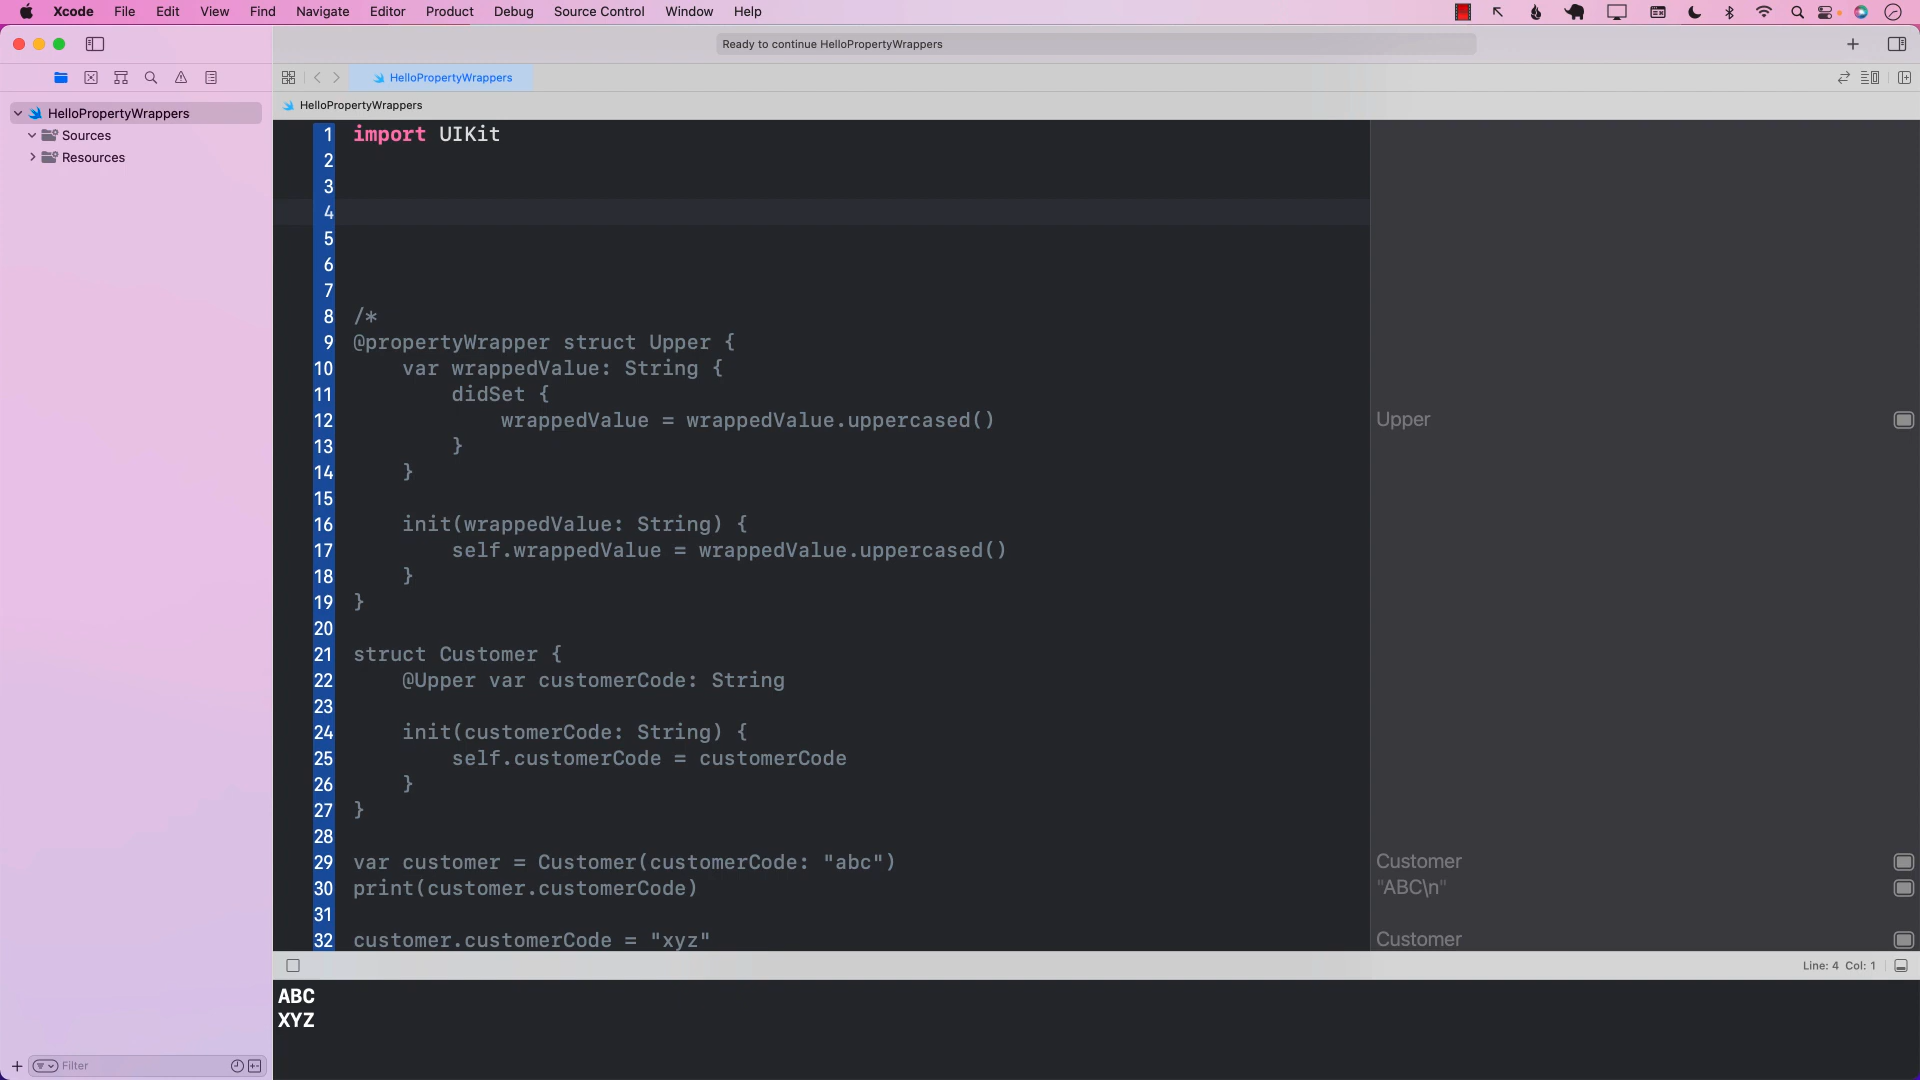 Xcode File Edit View Find Navigate Editor Product Debug Source Control Window Help
Ready to continue HelloPropertyWrappers
HelloPropertyWrappers
HelloPropertyWrappers
HelloPropertyWrappers
Sources
Resources
1 import UIKit
2
3
4
5
6
7
8 /*
9 @propertyWrapper struct Upper {
10 var wrappedValue: String {
11 didSet {
12 wrappedValue = wrappedValue.uppercased()
Upper
13 }
14 }
15
16 init(wrappedValue: String) {
17 self.wrappedValue = wrappedValue.uppercased()
18 }
19 }
20
21 struct Customer {
22 @Upper var customerCode: String
23
24 init(customerCode: String) {
25 self.customerCode = customerCode
26 }
27 }
28
29 var customer = Customer(customerCode: "abc")
Customer
30 print(customer.customerCode)
"ABC\n"
31
32 customer.customerCode = "xyz"
Customer
Line: 4 Col: 1
ABC
XYZ
Filter